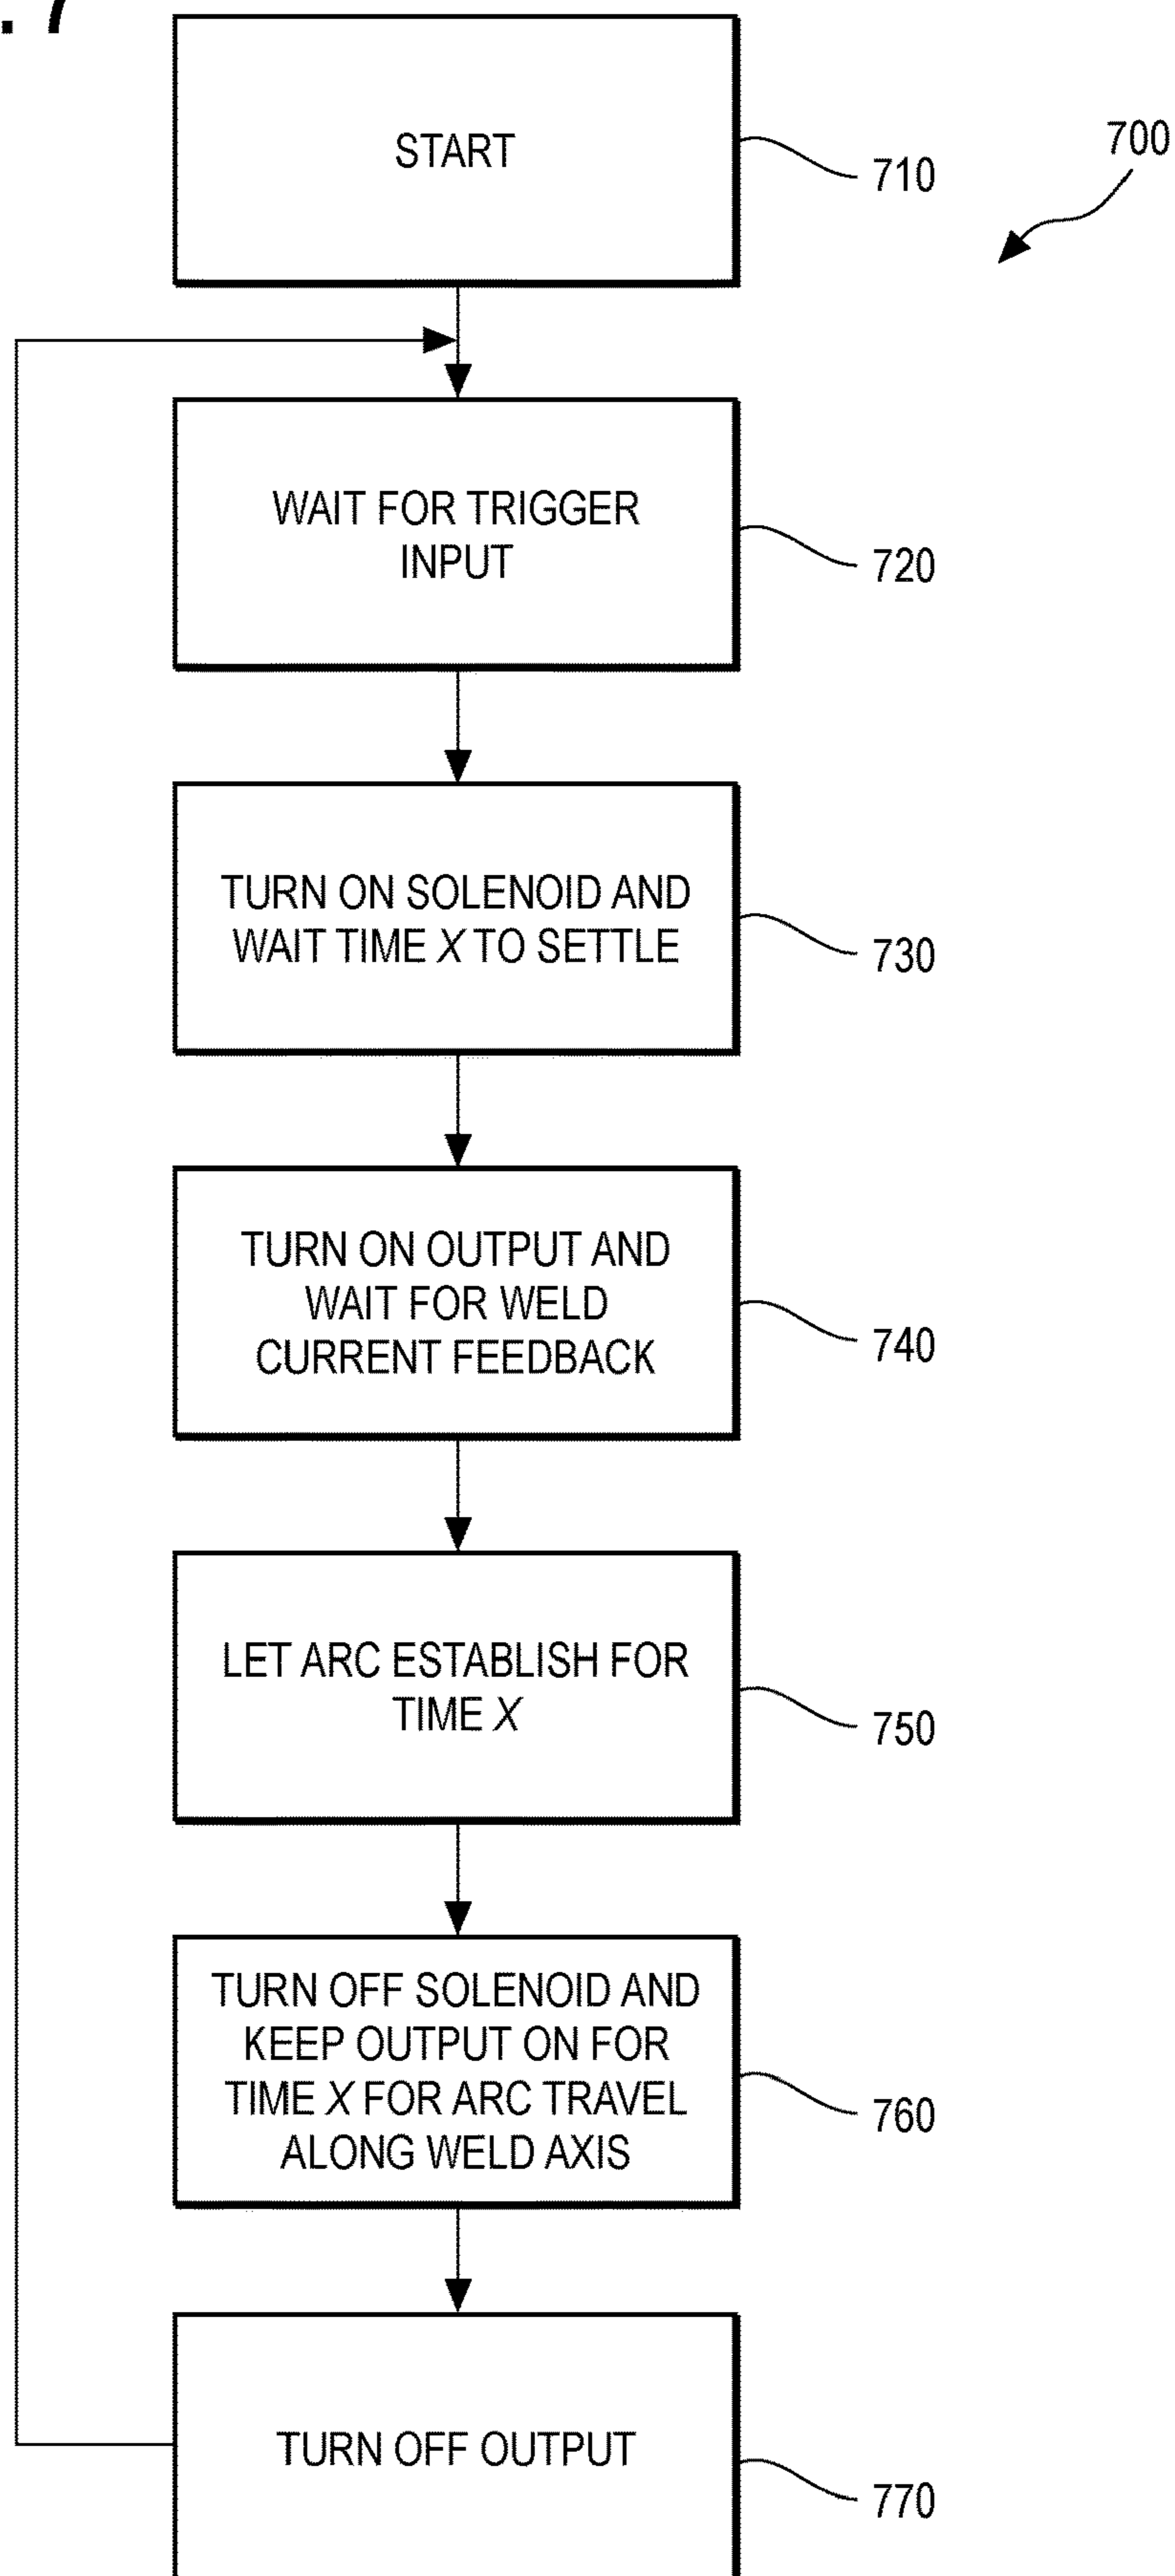 . 7
START
710
700
WAIT FOR TRIGGER
INPUT
720
TURN ON SOLENOID AND
WAIT TIME X TO SETTLE
730
TURN ON OUTPUT AND
WAIT FOR WELD
CURRENT FEEDBACK
740
LET ARC ESTABLISH FOR
TIME X
750
TURN OFF SOLENOID AND
KEEP OUTPUT ON FOR
TIME X FOR ARC TRAVEL
ALONG WELD AXIS
760
TURN OFF OUTPUT
770